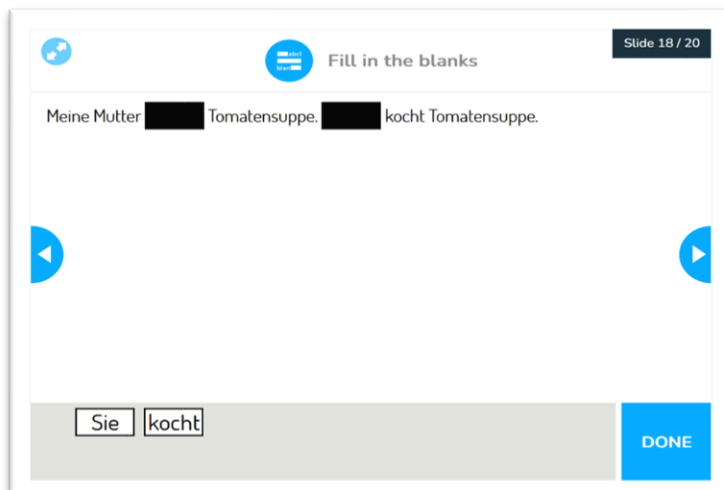 Slide 18 / 20
Fill in the blanks
Meine Mutter Tomatensuppe. kocht Tomatensuppe.
Sie kocht
DONE